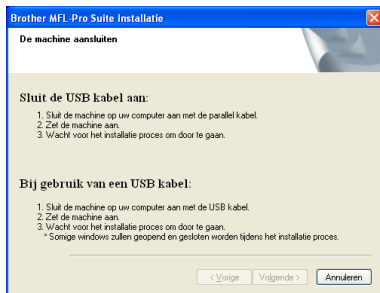 Brother MFL-Pro Suite Installatie
De machine aansluiten
Sluit de USB kabel aan:
1. Sluit de machine op uw computer aan met de parallel kabel.
2. Zet de machine aan.
3. Wacht voor het installatie proces om door te gaan.
Bij gebruik van een USB kabel:
1. Sluit de machine op uw computer aan met de USB kabel.
2. Zet de machine aan.
3. Wacht voor het installatie proces om door te gaan.
* Somige windows zullen geopend en gesloten worden tijdens het installatie proces.
< Vorige Volgende > Annuleren